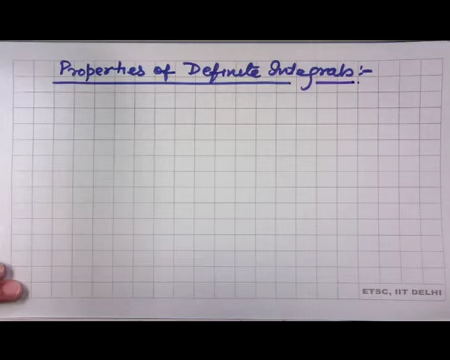 Properties of Definite Integrals:-
ETSC, IIT DELHI